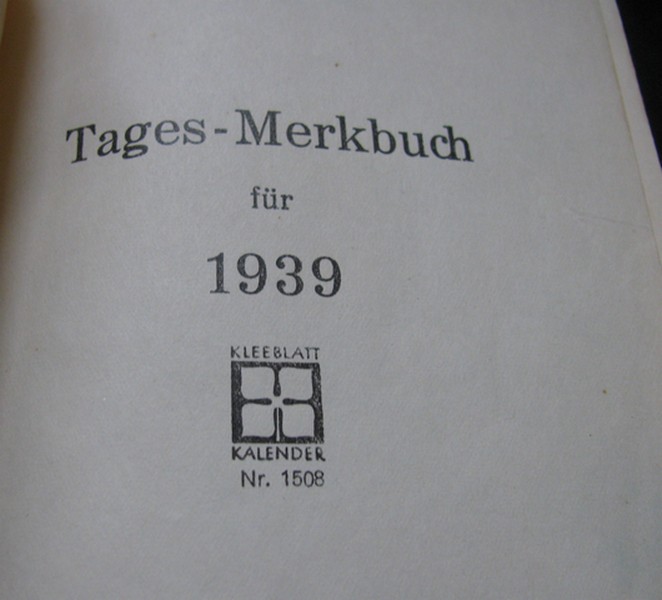 Tages-Merkbuch
für
1939
KLEEBLATT
KALENDER
Nr. 1508